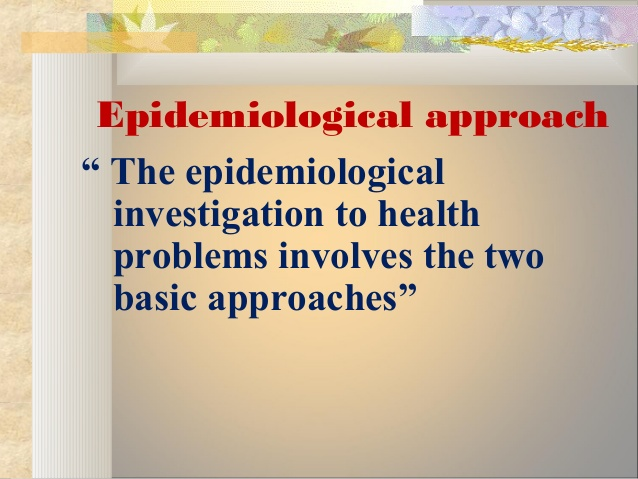 Epidemiological approach
“ The epidemiological
investigation to health
problems involves the two
basic approaches”